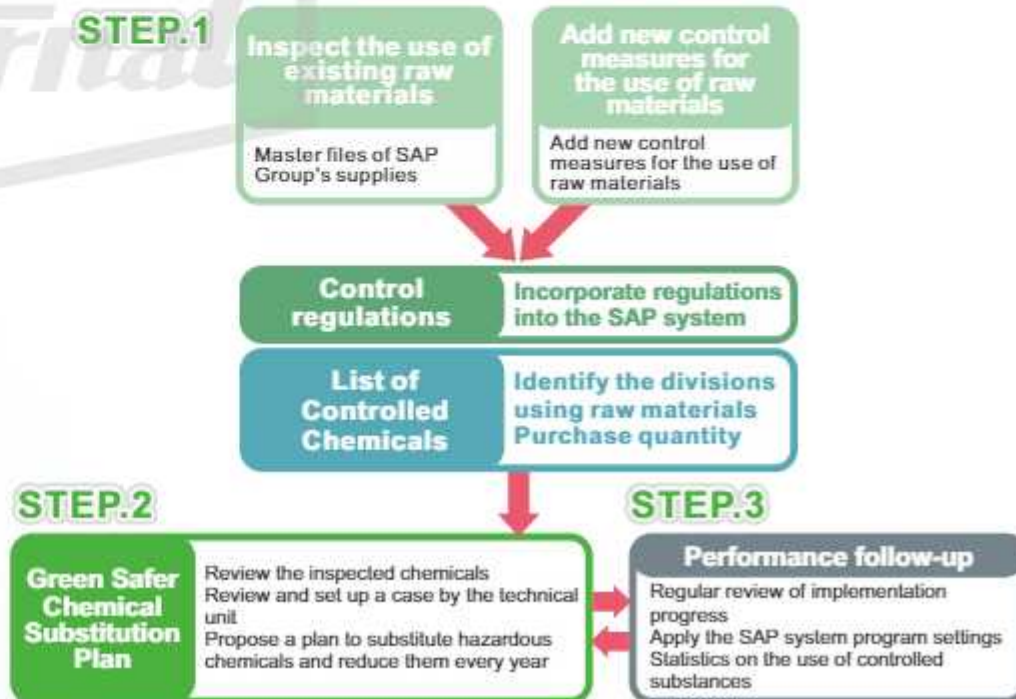 STEP.1
Inspect the use of
existing raw
materials
Master files of SAP
Group's supplies
Add new control
measures for
the use of raw
materials
Add new control
measures for the use of
raw materials
Control
regulations
Incorporate regulations
into the SAP system
List of
Controlled
Chemicals
Identify the divisions
using raw materials
Purchase quantity
STEP.2
Green Safer
Chemical
Substitution
Plan
Review the inspected chemicals
Review and set up a case by the technical
unit
Propose a plan to substitute hazardous
chemicals and reduce them every year
STEP.3
Performance follow-up
Regular review of implementation
progress
Apply the SAP system program settings
Statistics on the use of controlled
substances